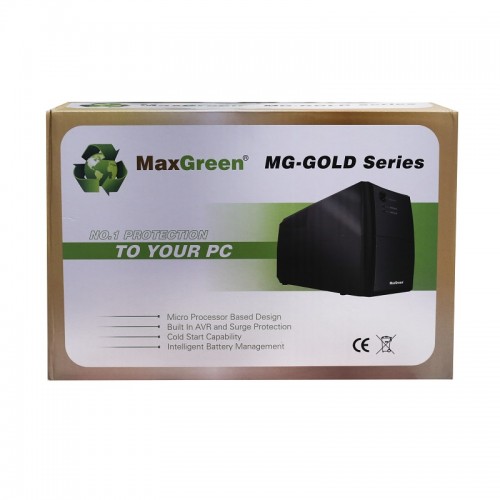 MaxGreen®
MG-GOLD Series
NO.1 PROTECTION
TO YOUR PC
MaxGreen
Micro Processor Based Design
Built In AVR and Surge Protection
Cold Start Capability
Intelligent Battery Management
CE